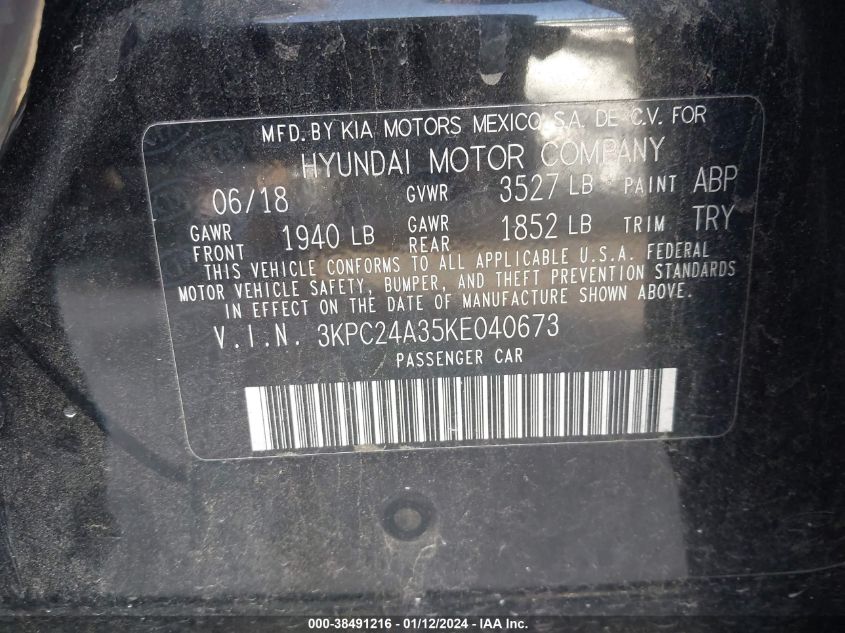 MFD. BY KIA MOTORS MEXICO S.A. DE C.V. FOR
HYUNDAI MOTOR COMPANY
06/18 GVWR 3527 LB PAINT ABP
GAWR FRONT 1940 LB GAWR REAR 1852 LB TRIM TRY
THIS VEHICLE CONFORMS TO ALL APPLICABLE U.S.A. FEDERAL
MOTOR VEHICLE SAFETY, BUMPER, AND THEFT PREVENTION STANDARDS
IN EFFECT ON THE DATE OF MANUFACTURE SHOWN ABOVE.
V.I.N. 3KPC24A35KE040673
PASSENGER CAR
000-38491216 - 01/12/2024 - © IAA Inc.